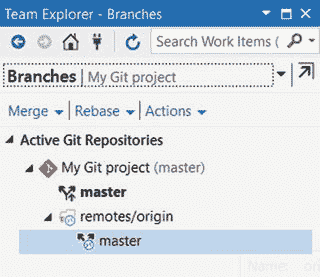 Team Explorer - Branches
Search Work Items (
Branches | My Git project
Merge Rebase Actions
Active Git Repositories
My Git project (master)
master
remotes/origin
master